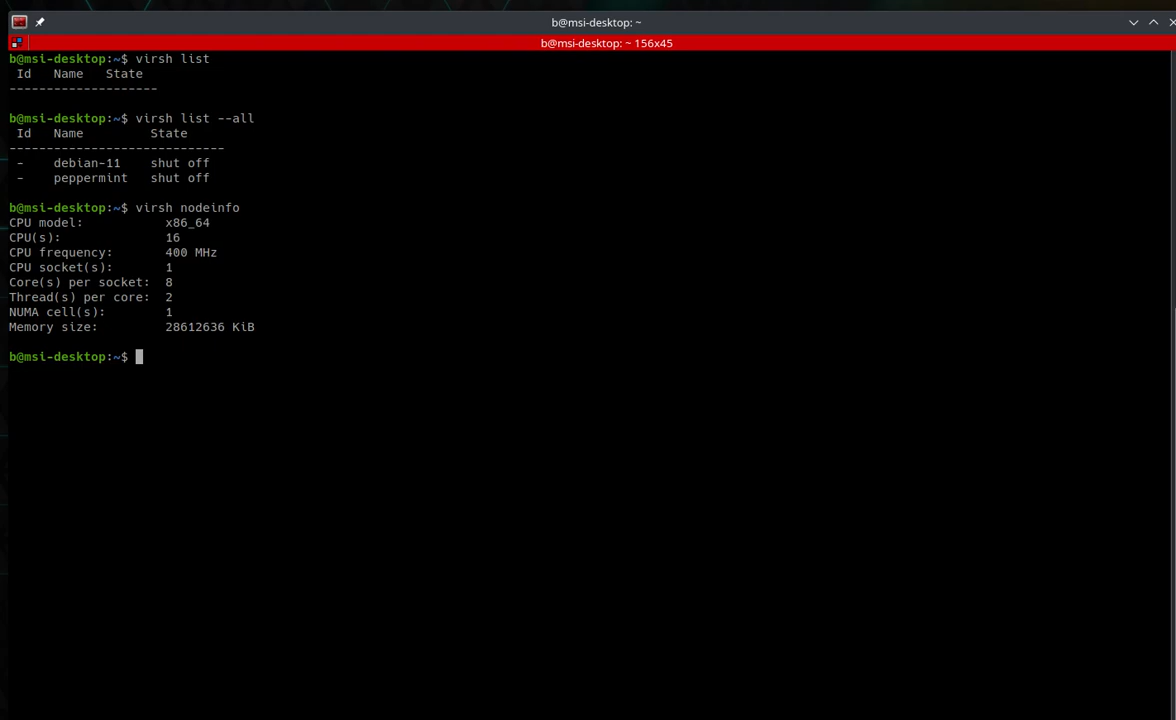 b@msi-desktop: ~
b@msi-desktop: ~ 156x45
b@msi-desktop:~$ virsh list
 Id   Name   State
--------------------
b@msi-desktop:~$ virsh list --all
 Id   Name         State
-----------------------------
 -    debian-11    shut off
 -    peppermint   shut off
b@msi-desktop:~$ virsh nodeinfo
CPU model:           x86_64
CPU(s):              16
CPU frequency:       400 MHz
CPU socket(s):       1
Core(s) per socket:  8
Thread(s) per core:  2
NUMA cell(s):        1
Memory size:         28612636 KiB
b@msi-desktop:~$